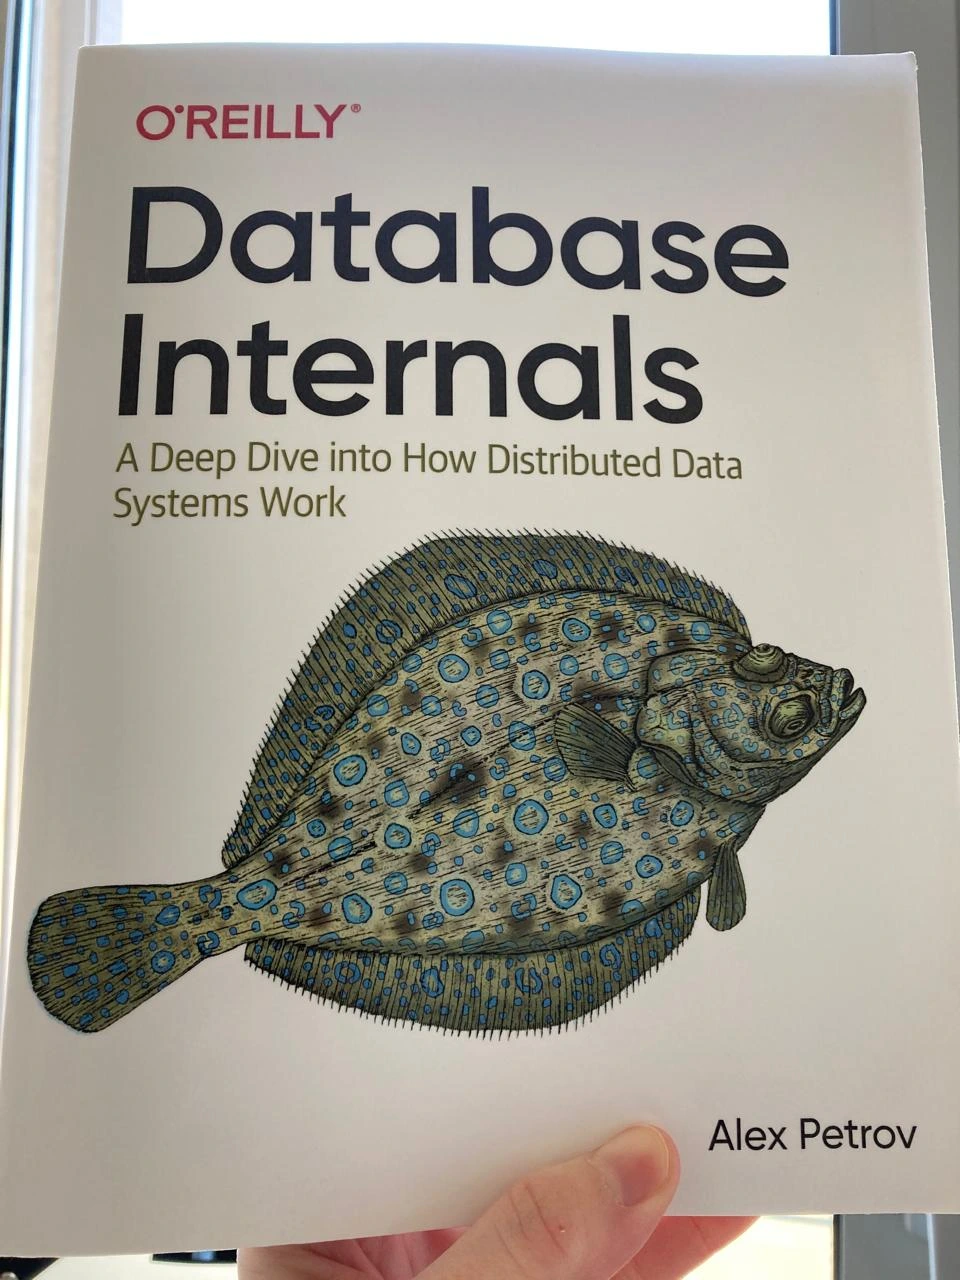 O'REILLY®
Database
Internals
A Deep Dive into How Distributed Data
Systems Work
Alex Petrov